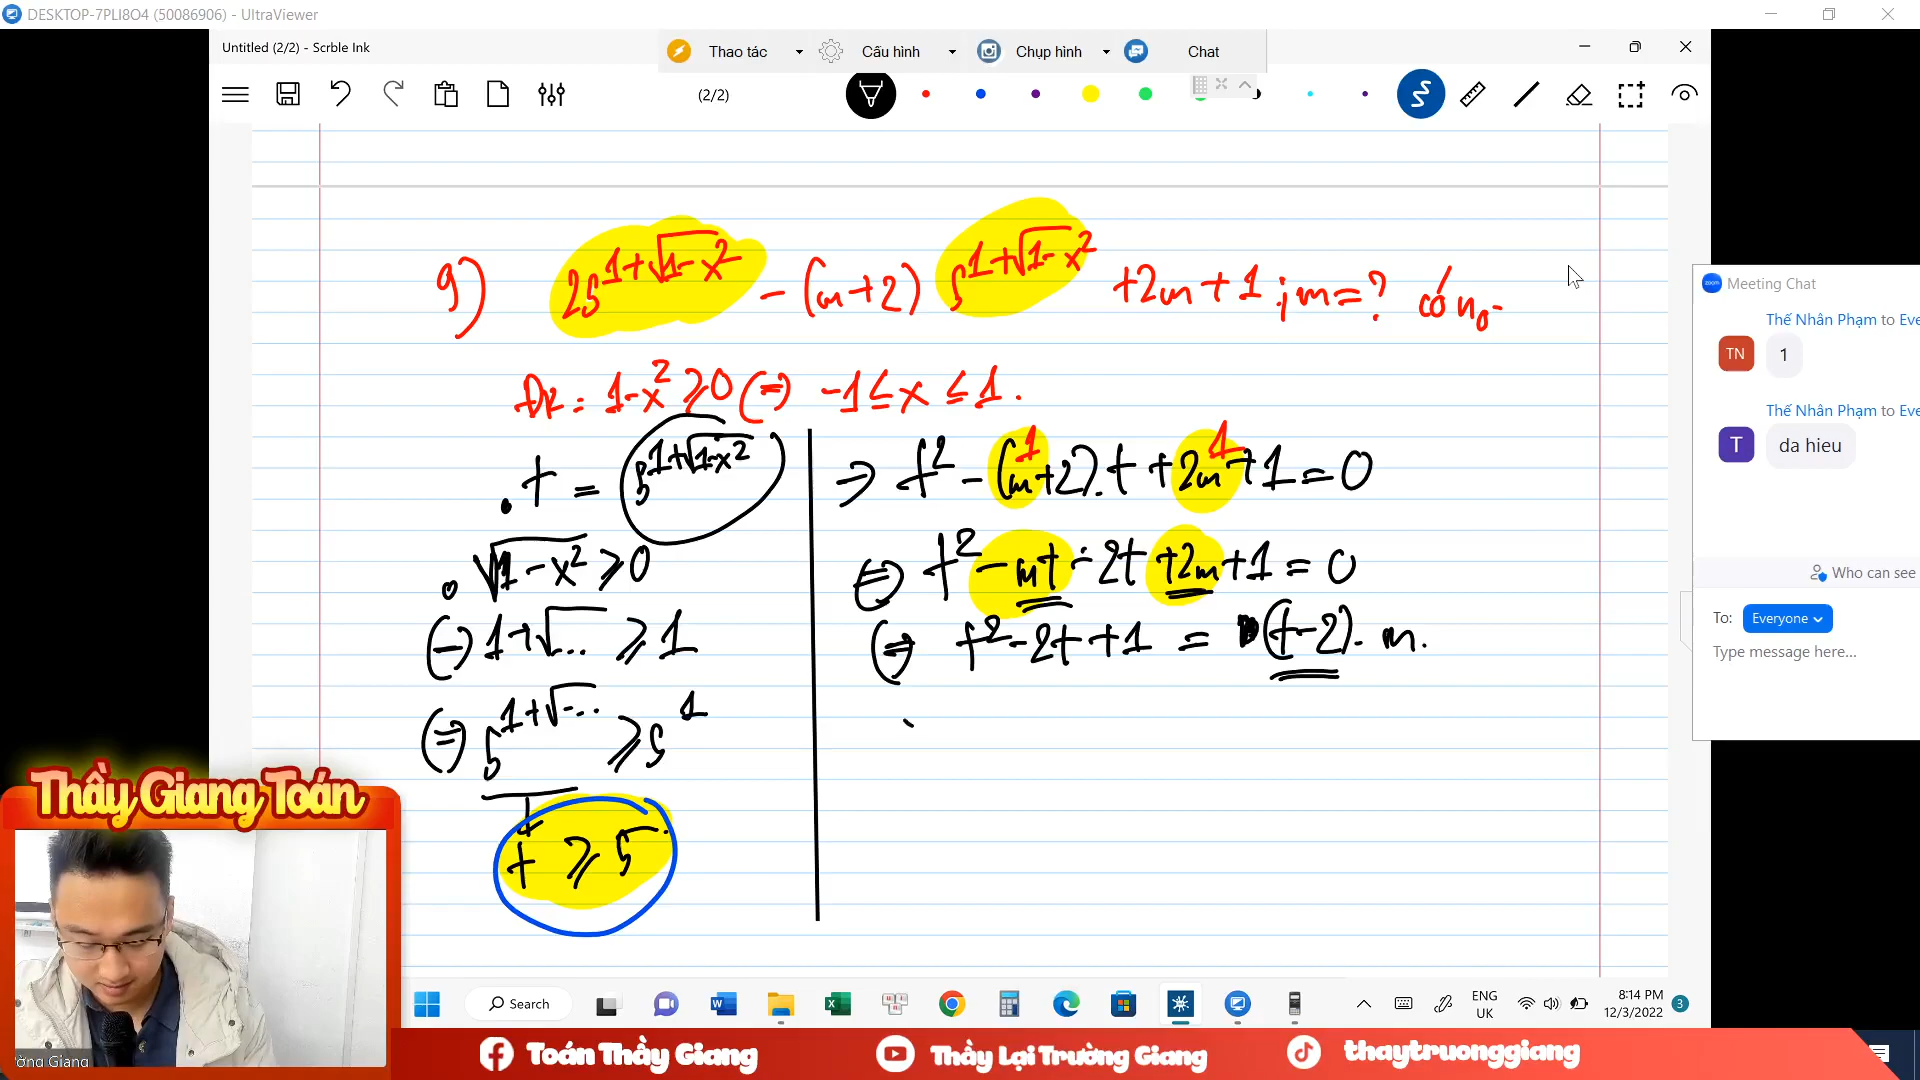 DESKTOP-7PLI8O4 (50086906) - UltraViewer
Untitled (2/2) - Scrble Ink
Thao tác
Cấu hình
Chụp hình
Chat
(2/2)
9) 25^{1+√(1-x²)} - (m+2) 5^{1+√(1-x²)} +2m+1 ; m=? có n₀-
ĐK: 1-x² ≥ 0 (=) -1 ≤ x ≤ 1.
. t = 5^{1+√(1-x²)}
. √(1-x²) ≥ 0
(=) 1+√... ≥ 1
(=) 5^{1+√...} ≥ 5^1
t ≥ 5
=> t² - (m+2).t + 2m+1=0
1
1
(=) t² - mt - 2t +2m+1 = 0
(=) t²-2t+1 = (t-2). m.
Meeting Chat
Thế Nhân Phạm to Eve
TN
1
Thế Nhân Phạm to Eve
T
da hieu
Who can see
To:
Everyone
Type message here...
Thầy Giang Toán
ờng Giang
Search
ENG
UK
8:14 PM
12/3/2022
3
Toán Thầy Giang
Thầy Lại Trường Giang
thaytruonggiang